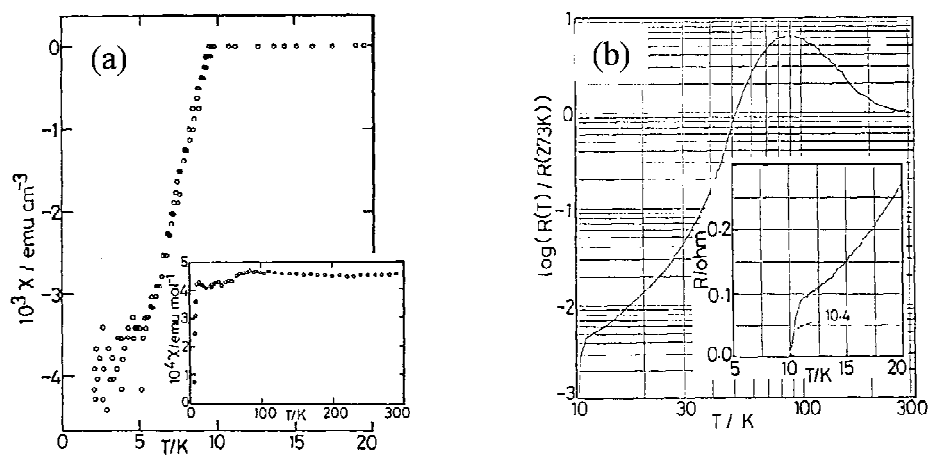 (a)
10³ χ / emu cm⁻³
0
-1
-2
-3
-4
0 5 10 15 20
T/K
10⁴ χ/emu mol⁻¹
5
4
3
2
1
0
0 100 200 300
T/K
(b)
log(R(T)/R(273K))
1
0
-1
-2
-3
10 30 100 300
T / K
R/ohm
0.2
0.1
0.0
10.4
5 10 15 20
T/K